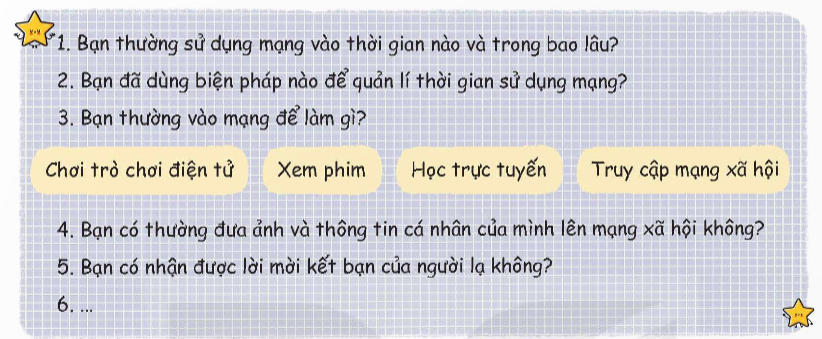 1. Bạn thường sử dụng mạng vào thời gian nào và trong bao lâu?
2. Bạn đã dùng biện pháp nào để quản lí thời gian sử dụng mạng?
3. Bạn thường vào mạng để làm gì?
Chơi trò chơi điện tử Xem phim Học trực tuyến Truy cập mạng xã hội
4. Bạn có thường đưa ảnh và thông tin cá nhân của mình lên mạng xã hội không?
5. Bạn có nhận được lời mời kết bạn của người lạ không?
6. ...